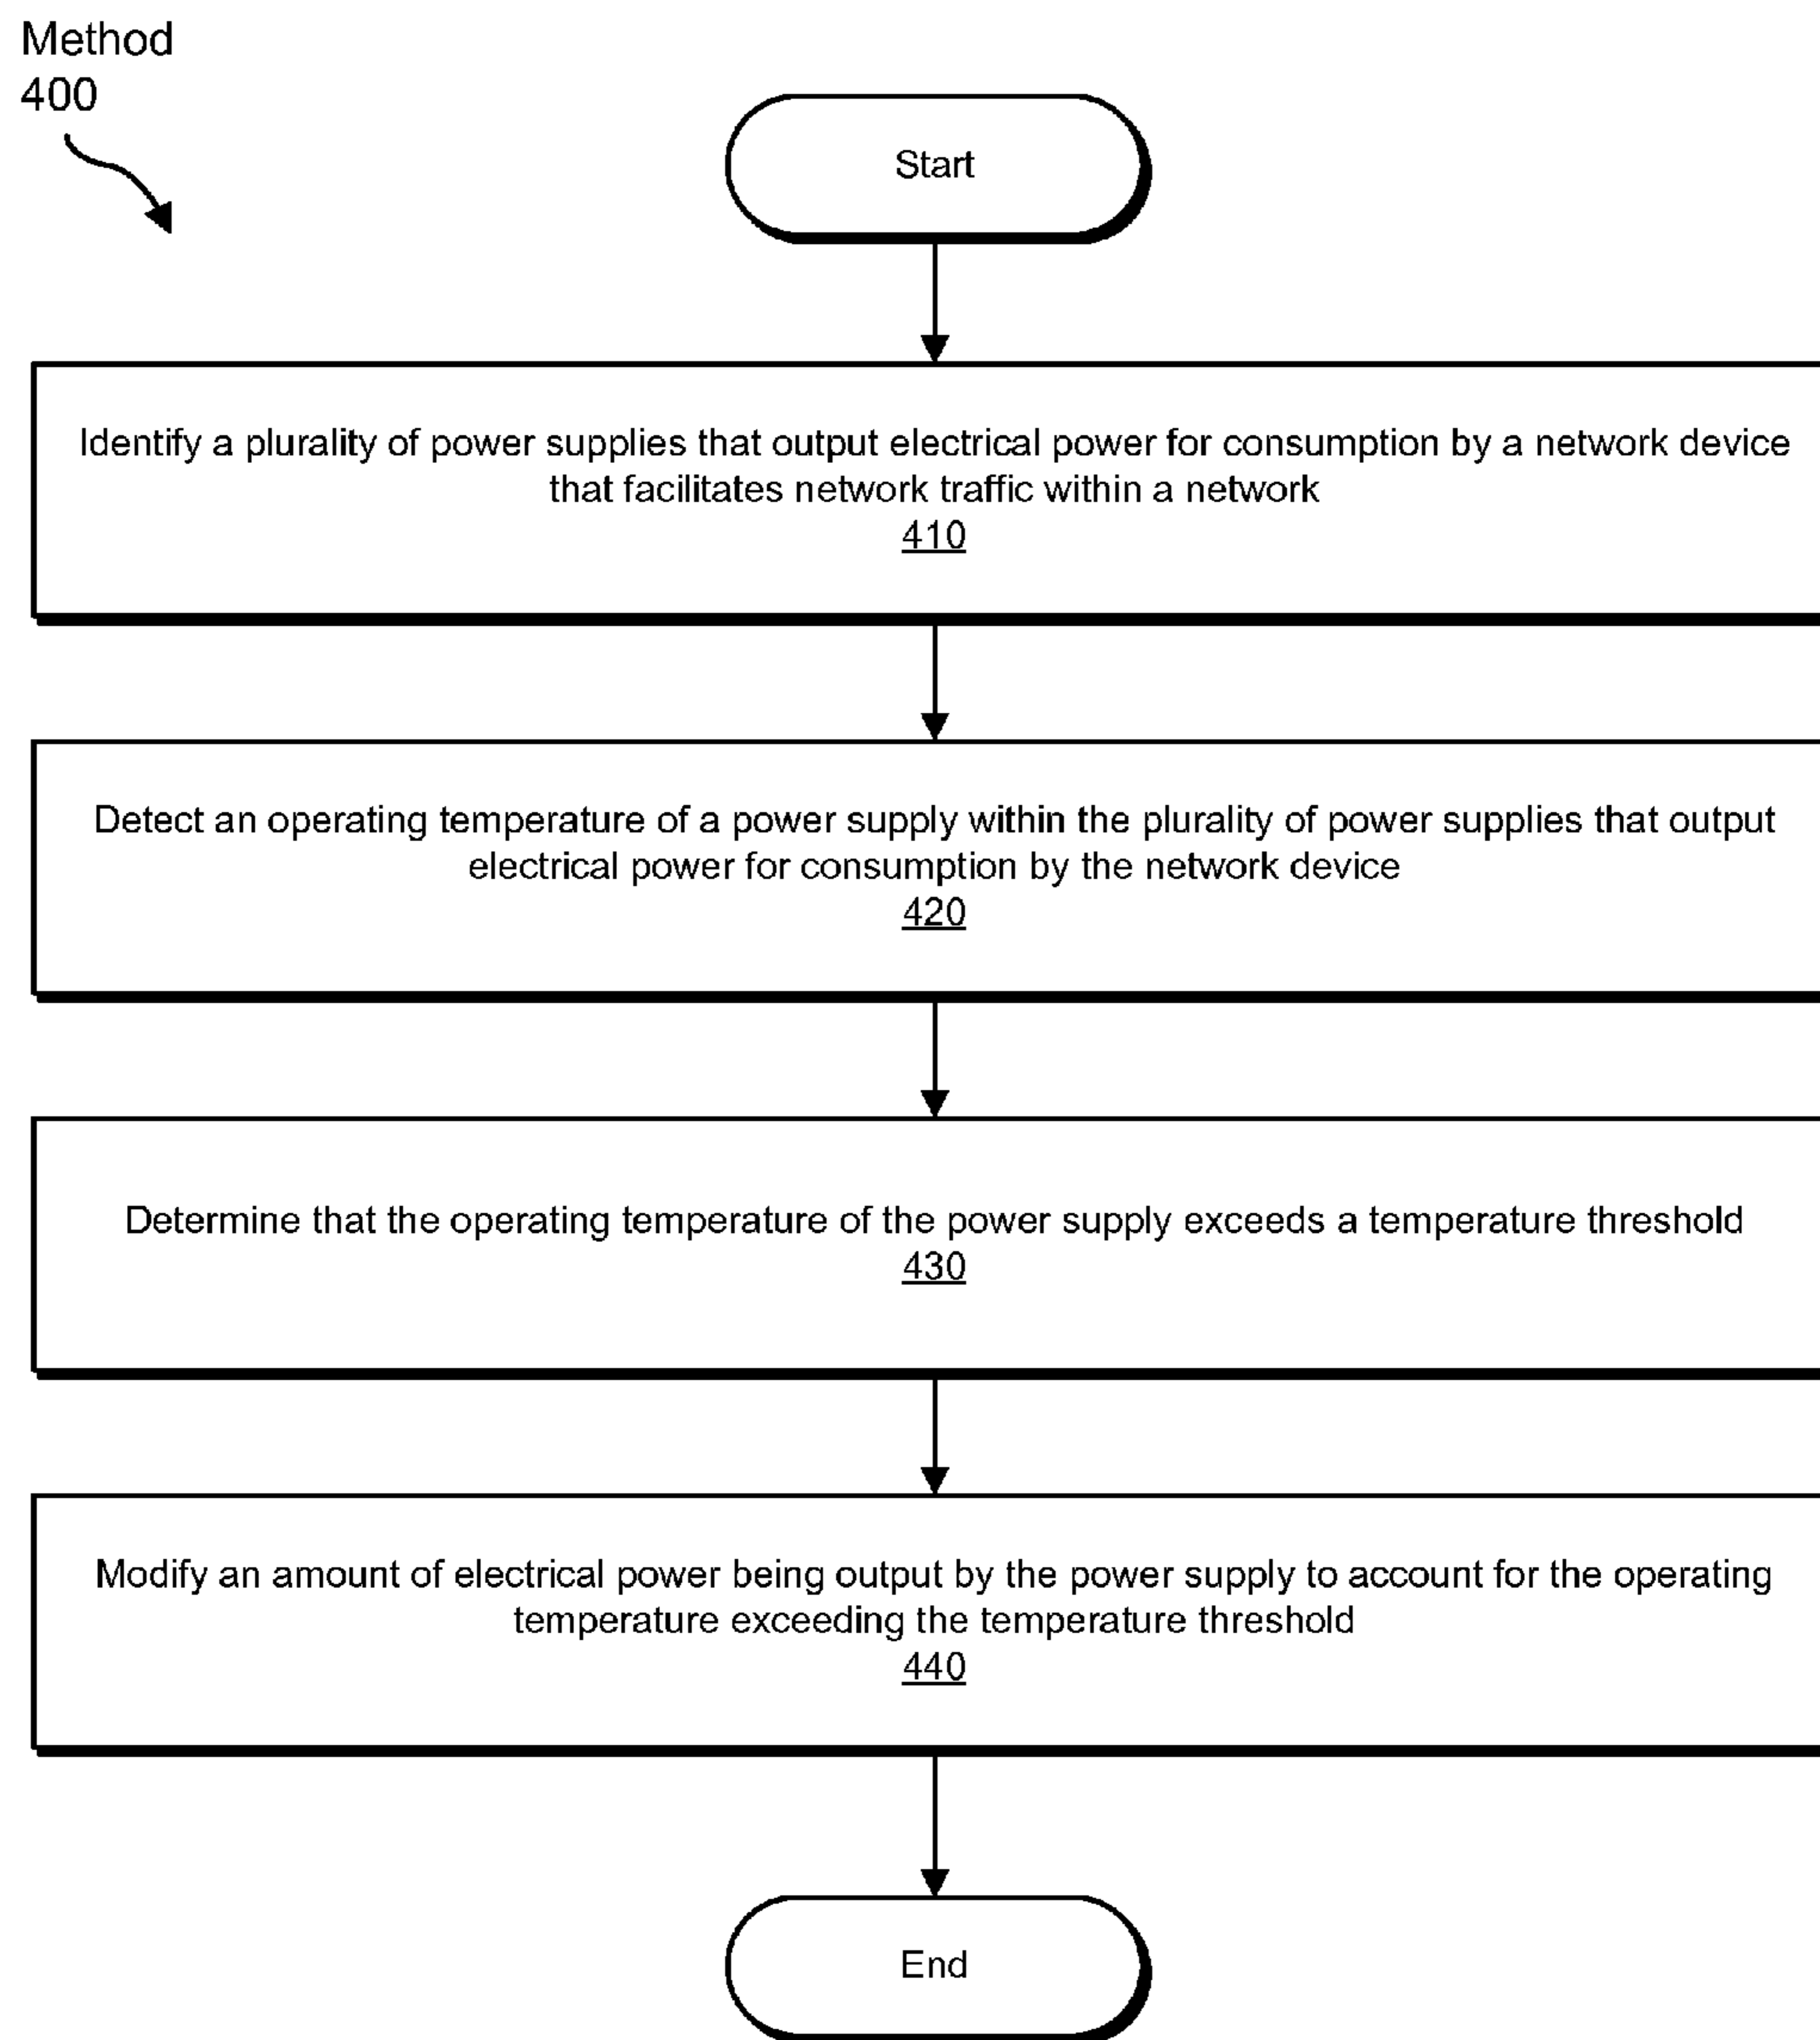 Method
400
Start
Identify a plurality of power supplies that output electrical power for consumption by a network device
that facilitates network traffic within a network
410
Detect an operating temperature of a power supply within the plurality of power supplies that output
electrical power for consumption by the network device
420
Determine that the operating temperature of the power supply exceeds a temperature threshold
430
Modify an amount of electrical power being output by the power supply to account for the operating
temperature exceeding the temperature threshold
440
End